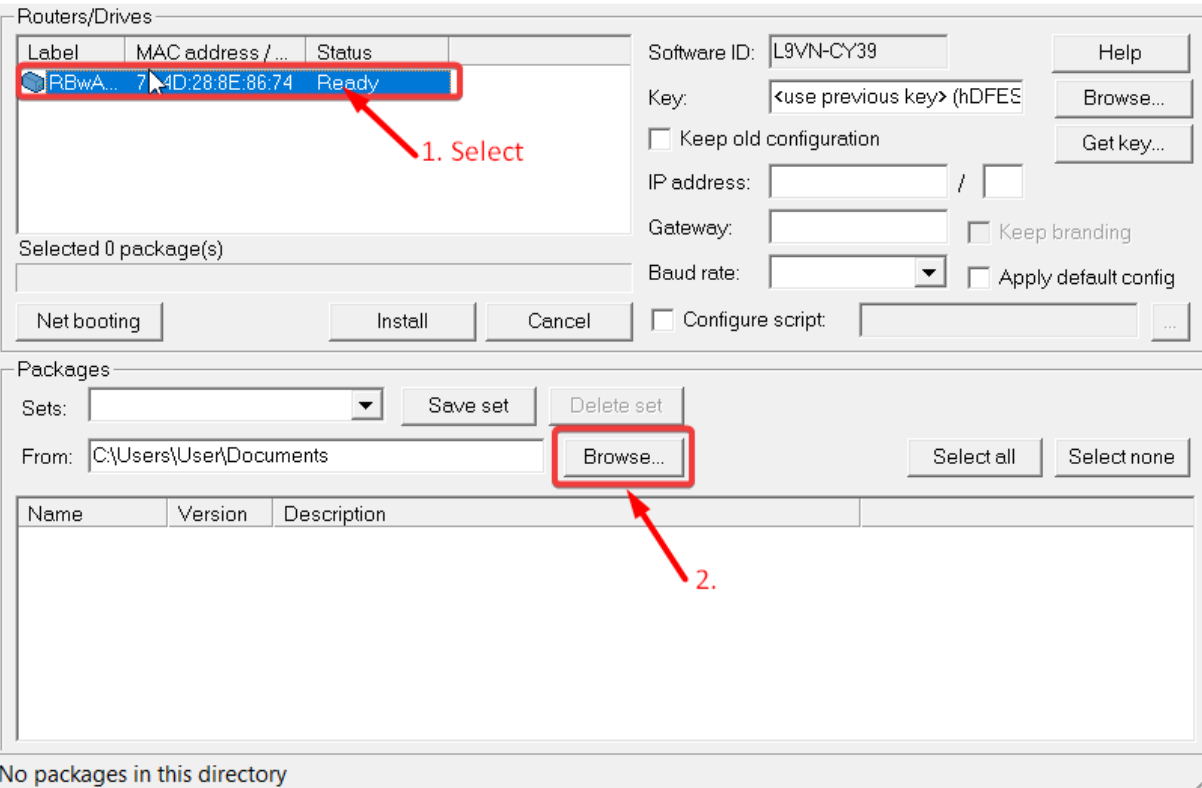 Routers/Drives
Label MAC address / ... Status
RBwA... 7 4D:28:8E:86:74 Ready
1. Select
Selected 0 package(s)
Net booting Install Cancel
Software ID: L9VN-CY39 Help
Key: <use previous key> (hDFES Browse...
Keep old configuration Get key...
IP address: /
Gateway: Keep branding
Baud rate: Apply default config
Configure script: ...
Packages
Sets: Save set Delete set
From: C:\Users\User\Documents Browse... Select all Select none
Name Version Description
2.
No packages in this directory